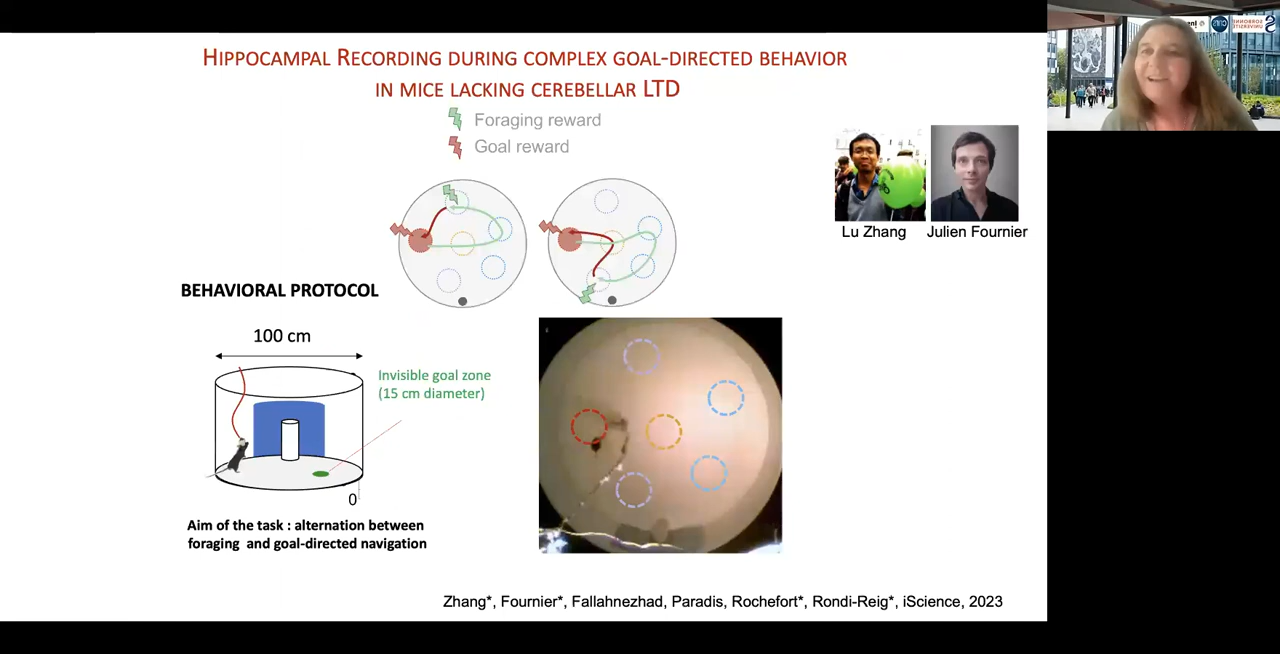 HIPPOCAMPAL RECORDING DURING COMPLEX GOAL-DIRECTED BEHAVIOR
IN MICE LACKING CEREBELLAR LTD
Foraging reward
Goal reward
Lu Zhang
Julien Fournier
BEHAVIORAL PROTOCOL
100 cm
Invisible goal zone
(15 cm diameter)
0
Aim of the task : alternation between
foraging and goal-directed navigation
Zhang*, Fournier*, Fallahnezhad, Paradis, Rochefort*, Rondi-Reig*, iScience, 2023